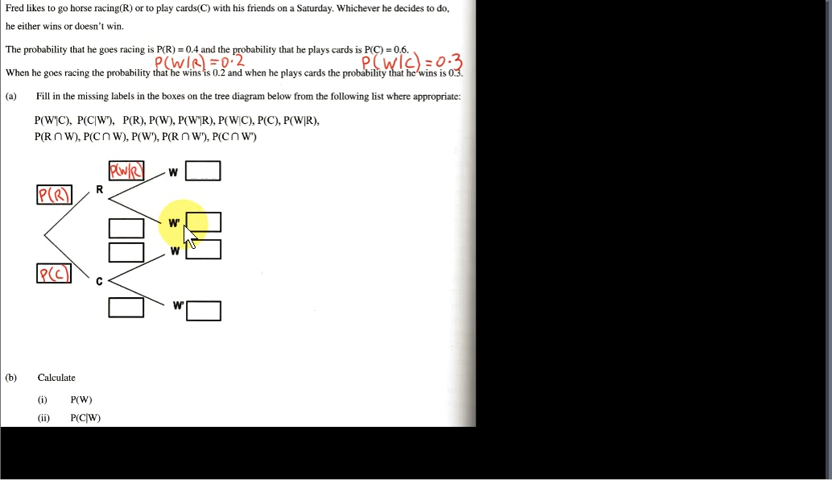 Fred likes to go horse racing(R) or to play cards(C) with his friends on a Saturday. Whichever he decides to do,
he either wins or doesn't win.
The probability that he goes racing is P(R) = 0.4 and the probability that he plays cards is P(C) = 0.6.
P(W|R) = 0.2 P(W|C) = 0.3
When he goes racing the probability that he wins is 0.2 and when he plays cards the probability that he wins is 0.3.
(a) Fill in the missing labels in the boxes on the tree diagram below from the following list where appropriate:
P(W'|C), P(C|W'), P(R), P(W), P(W'|R), P(W|C), P(C), P(W|R),
P(R ∩ W), P(C ∩ W), P(W'), P(R ∩ W'), P(C ∩ W')
P(W|R) W
P(R) R
W'
W
P(C) C
W'
(b) Calculate
(i) P(W)
(ii) P(C|W)